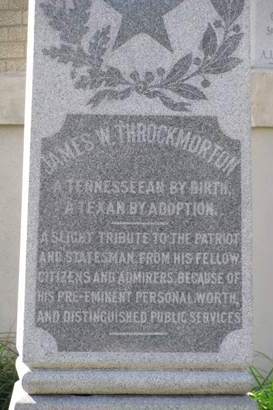 JAMES W. THROCKMORTON
A TENNESSEEAN BY BIRTH,
A TEXAN BY ADOPTION.
A SLIGHT TRIBUTE TO THE PATRIOT
AND STATESMAN, FROM HIS FELLOW
CITIZENS AND ADMIRERS, BECAUSE OF
HIS PRE-EMINENT PERSONAL WORTH,
AND DISTINGUISHED PUBLIC SERVICES